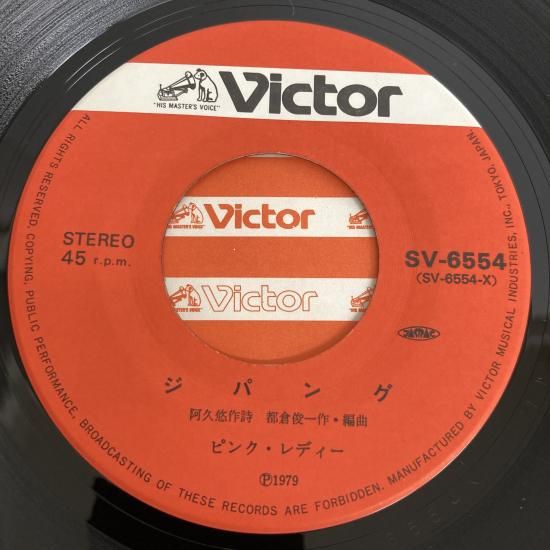 Victor
"HIS MASTER'S VOICE"
STEREO
45 r.p.m.
SV-6554
(SV-6554-X)
Victor
Victor
JASRAC
ジパング
阿久悠作詩 都倉俊一作・編曲
ピンク・レディー
Ⓟ1979
ALL RIGHTS RESERVED. COPYING, PUBLIC PERFORMANCE, BROADCASTING OF THESE RECORDS ARE FORBIDDEN. MANUFACTURED BY VICTOR MUSICAL INDUSTRIES, INC., TOKYO, JAPAN.